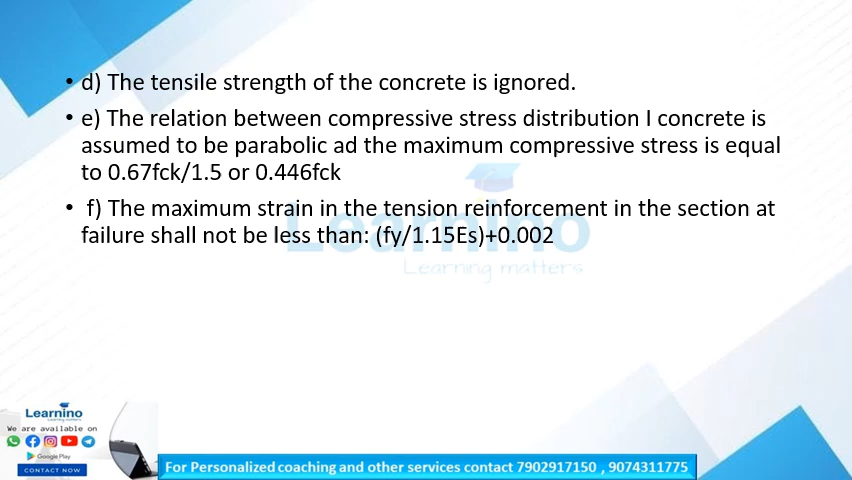 • d) The tensile strength of the concrete is ignored.
• e) The relation between compressive stress distribution I concrete is
assumed to be parabolic ad the maximum compressive stress is equal
to 0.67fck/1.5 or 0.446fck
• f) The maximum strain in the tension reinforcement in the section at
failure shall not be less than: (fy/1.15Es)+0.002
Learnino
Learning matters
Learnino
Learning matters
We are available on
Google Play
CONTACT NOW
For Personalized coaching and other services contact 7902917150 , 9074311775